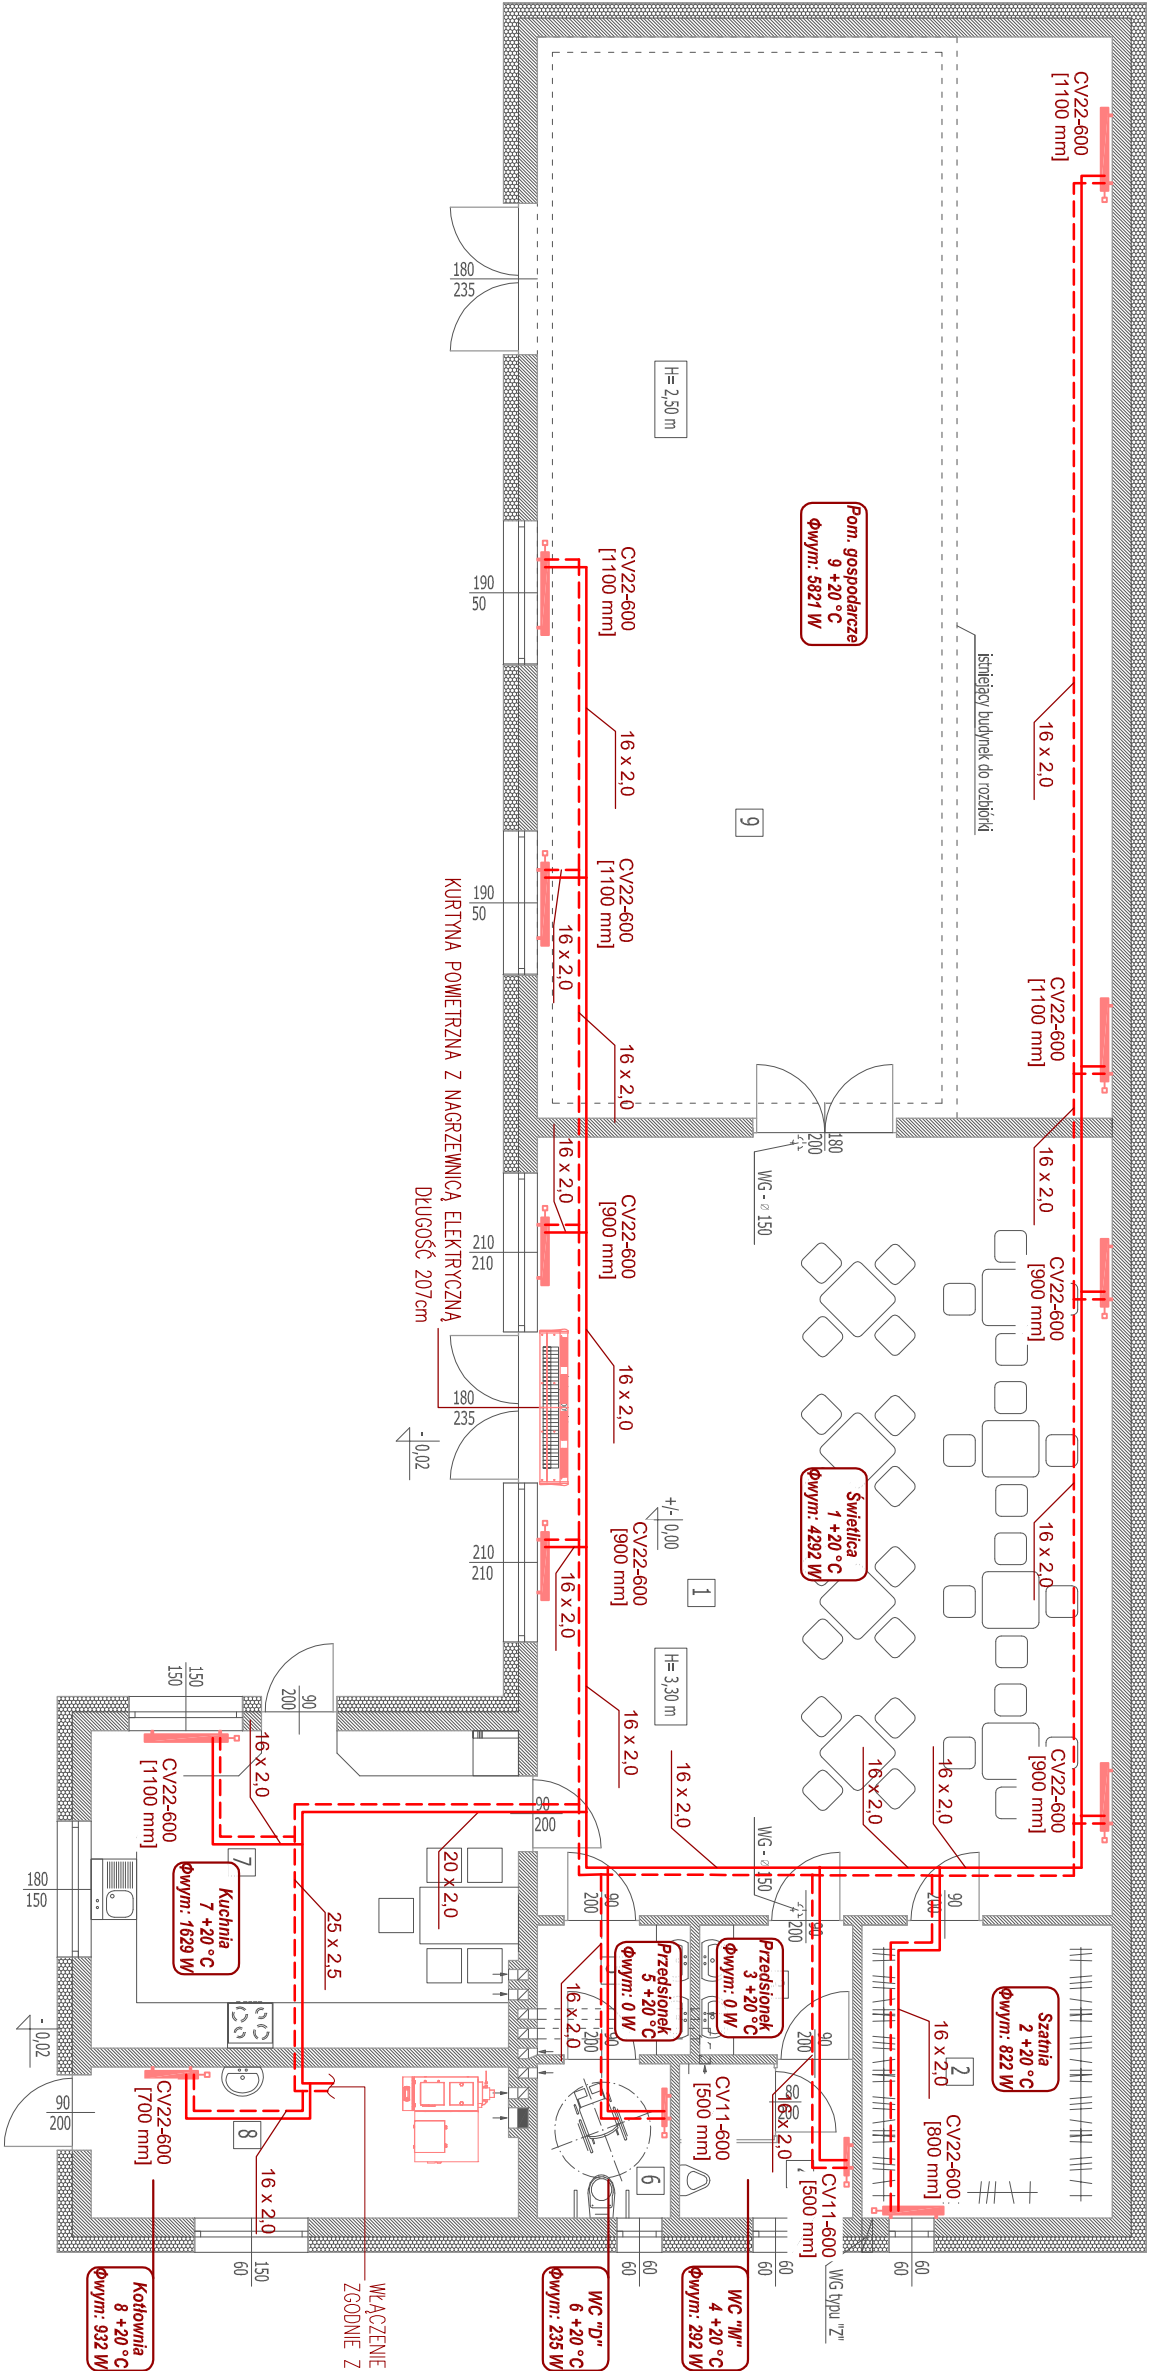 CV22-600
[1100 mm]
180
235
H= 2,50 m
Pom. gospodarcze
9 +20 °C
Φwym: 5821 W
CV22-600
[1100 mm]
190
50
istniejący budynek do rozbiórki
16 x 2,0
16 x 2,0
9
CV22-600
[1100 mm]
190
50
16 x 2,0
CV22-600
[1100 mm]
16 x 2,0
KURTYNA POWIETRZNA Z NAGRZEWNICĄ ELEKTRYCZNĄ
DŁUGOŚĆ 207cm
180
200
WG - ⌀ 150
16 x 2,0
16 x 2,0
CV22-600
[900 mm]
210
210
CV22-600
[900 mm]
16 x 2,0
180
235
- 0,02
Świetlica
1 +20 °C
Φwym: 4292 W
+/- 0,00
16 x 2,0
CV22-600
[900 mm]
210
210
16 x 2,0
1
H= 3,30 m
150
150
90
200
16 x 2,0
16 x 2,0
16 x 2,0
16 x 2,0
16 x 2,0
CV22-600
[900 mm]
CV22-600
[1100 mm]
90
200
WG - ⌀ 150
180
150
7
Kuchnia
7 +20 °C
Φwym: 1629 W
20 x 2,0
25 x 2,5
90
200
90
200
90
200
16 x 2,0
Przedsionek
5 +20 °C
Φwym: 0 W
Przedsionek
3 +20 °C
Φwym: 0 W
Szatnia
2 +20 °C
Φwym: 822 W
16 x 2,0
2
- 0,02
200
90
200
90
200
CV22-600
[700 mm]
8
16 x 2,0
CV11-600
[500 mm]
80
200
16 x 2,0
6
CV22-600
[800 mm]
CV11-600
[500 mm]
WG typu "Z"
150
60
60
60
60
60
60
60
Kotłownia
8 +20 °C
Φwym: 932 W
WŁĄCZENIE
ZGODNIE Z
WC "D"
6 +20 °C
Φwym: 235 W
WC "M"
4 +20 °C
Φwym: 292 W